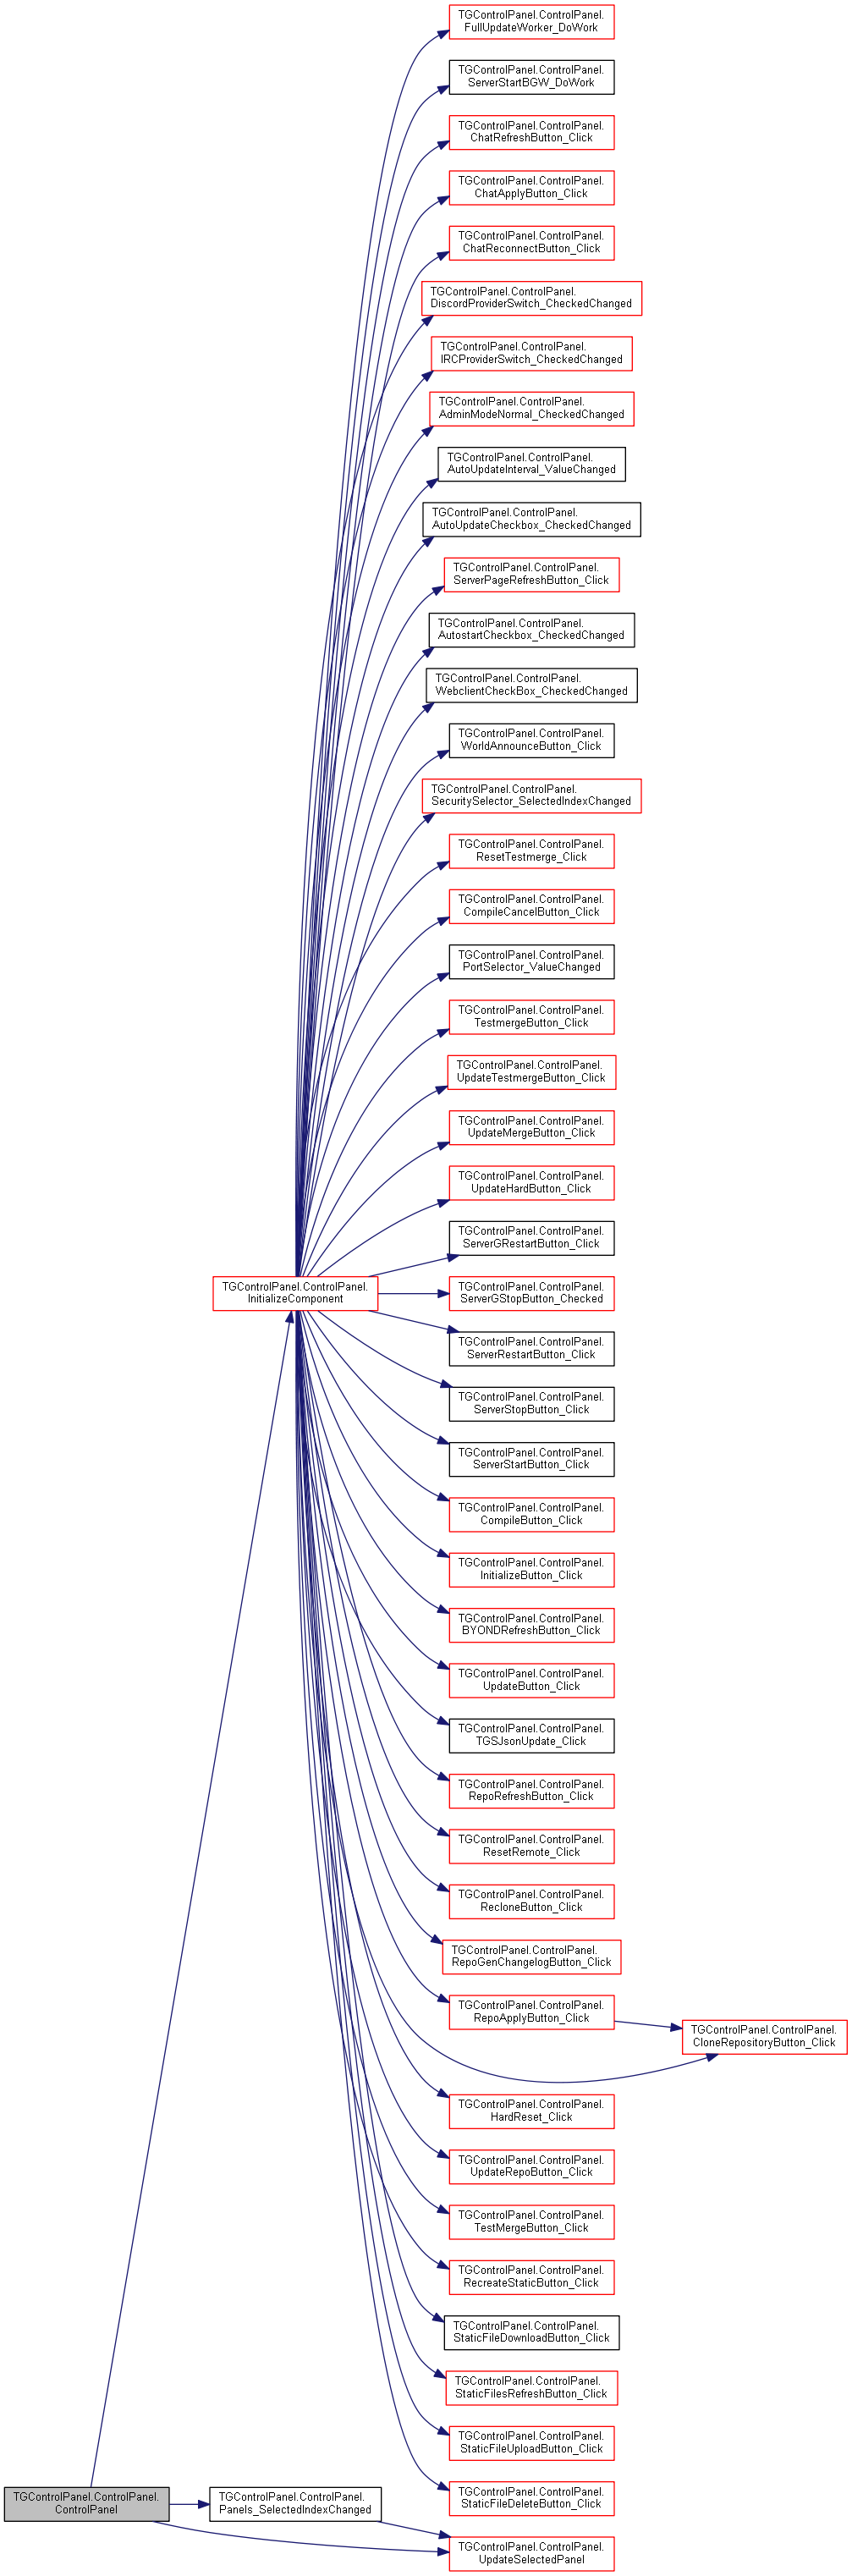 TGControlPanel.ControlPanel.
FullUpdateWorker_DoWork
TGControlPanel.ControlPanel.
ServerStartBGW_DoWork
TGControlPanel.ControlPanel.
ChatRefreshButton_Click
TGControlPanel.ControlPanel.
ChatApplyButton_Click
TGControlPanel.ControlPanel.
ChatReconnectButton_Click
TGControlPanel.ControlPanel.
DiscordProviderSwitch_CheckedChanged
TGControlPanel.ControlPanel.
IRCProviderSwitch_CheckedChanged
TGControlPanel.ControlPanel.
AdminModeNormal_CheckedChanged
TGControlPanel.ControlPanel.
AutoUpdateInterval_ValueChanged
TGControlPanel.ControlPanel.
AutoUpdateCheckbox_CheckedChanged
TGControlPanel.ControlPanel.
ServerPageRefreshButton_Click
TGControlPanel.ControlPanel.
AutostartCheckbox_CheckedChanged
TGControlPanel.ControlPanel.
WebclientCheckBox_CheckedChanged
TGControlPanel.ControlPanel.
WorldAnnounceButton_Click
TGControlPanel.ControlPanel.
SecuritySelector_SelectedIndexChanged
TGControlPanel.ControlPanel.
ResetTestmerge_Click
TGControlPanel.ControlPanel.
CompileCancelButton_Click
TGControlPanel.ControlPanel.
PortSelector_ValueChanged
TGControlPanel.ControlPanel.
TestmergeButton_Click
TGControlPanel.ControlPanel.
UpdateTestmergeButton_Click
TGControlPanel.ControlPanel.
UpdateMergeButton_Click
TGControlPanel.ControlPanel.
UpdateHardButton_Click
TGControlPanel.ControlPanel.
ServerGRestartButton_Click
TGControlPanel.ControlPanel.
InitializeComponent
TGControlPanel.ControlPanel.
ServerGStopButton_Checked
TGControlPanel.ControlPanel.
ServerRestartButton_Click
TGControlPanel.ControlPanel.
ServerStopButton_Click
TGControlPanel.ControlPanel.
ServerStartButton_Click
TGControlPanel.ControlPanel.
CompileButton_Click
TGControlPanel.ControlPanel.
InitializeButton_Click
TGControlPanel.ControlPanel.
BYONDRefreshButton_Click
TGControlPanel.ControlPanel.
UpdateButton_Click
TGControlPanel.ControlPanel.
TGSJsonUpdate_Click
TGControlPanel.ControlPanel.
RepoRefreshButton_Click
TGControlPanel.ControlPanel.
ResetRemote_Click
TGControlPanel.ControlPanel.
RecloneButton_Click
TGControlPanel.ControlPanel.
RepoGenChangelogButton_Click
TGControlPanel.ControlPanel.
RepoApplyButton_Click
TGControlPanel.ControlPanel.
CloneRepositoryButton_Click
TGControlPanel.ControlPanel.
HardReset_Click
TGControlPanel.ControlPanel.
UpdateRepoButton_Click
TGControlPanel.ControlPanel.
TestMergeButton_Click
TGControlPanel.ControlPanel.
RecreateStaticButton_Click
TGControlPanel.ControlPanel.
StaticFileDownloadButton_Click
TGControlPanel.ControlPanel.
StaticFilesRefreshButton_Click
TGControlPanel.ControlPanel.
StaticFileUploadButton_Click
TGControlPanel.ControlPanel.
StaticFileDeleteButton_Click
TGControlPanel.ControlPanel.
ControlPanel
TGControlPanel.ControlPanel.
Panels_SelectedIndexChanged
TGControlPanel.ControlPanel.
UpdateSelectedPanel